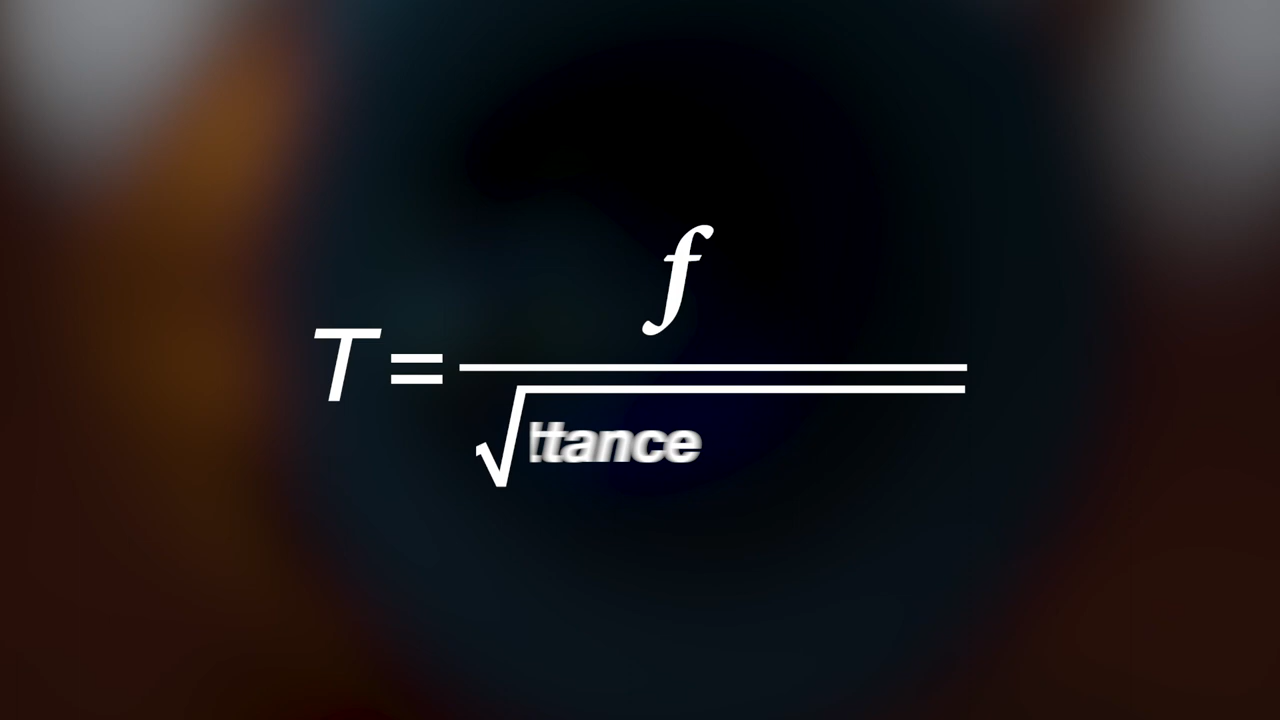 f
T =
√ttance